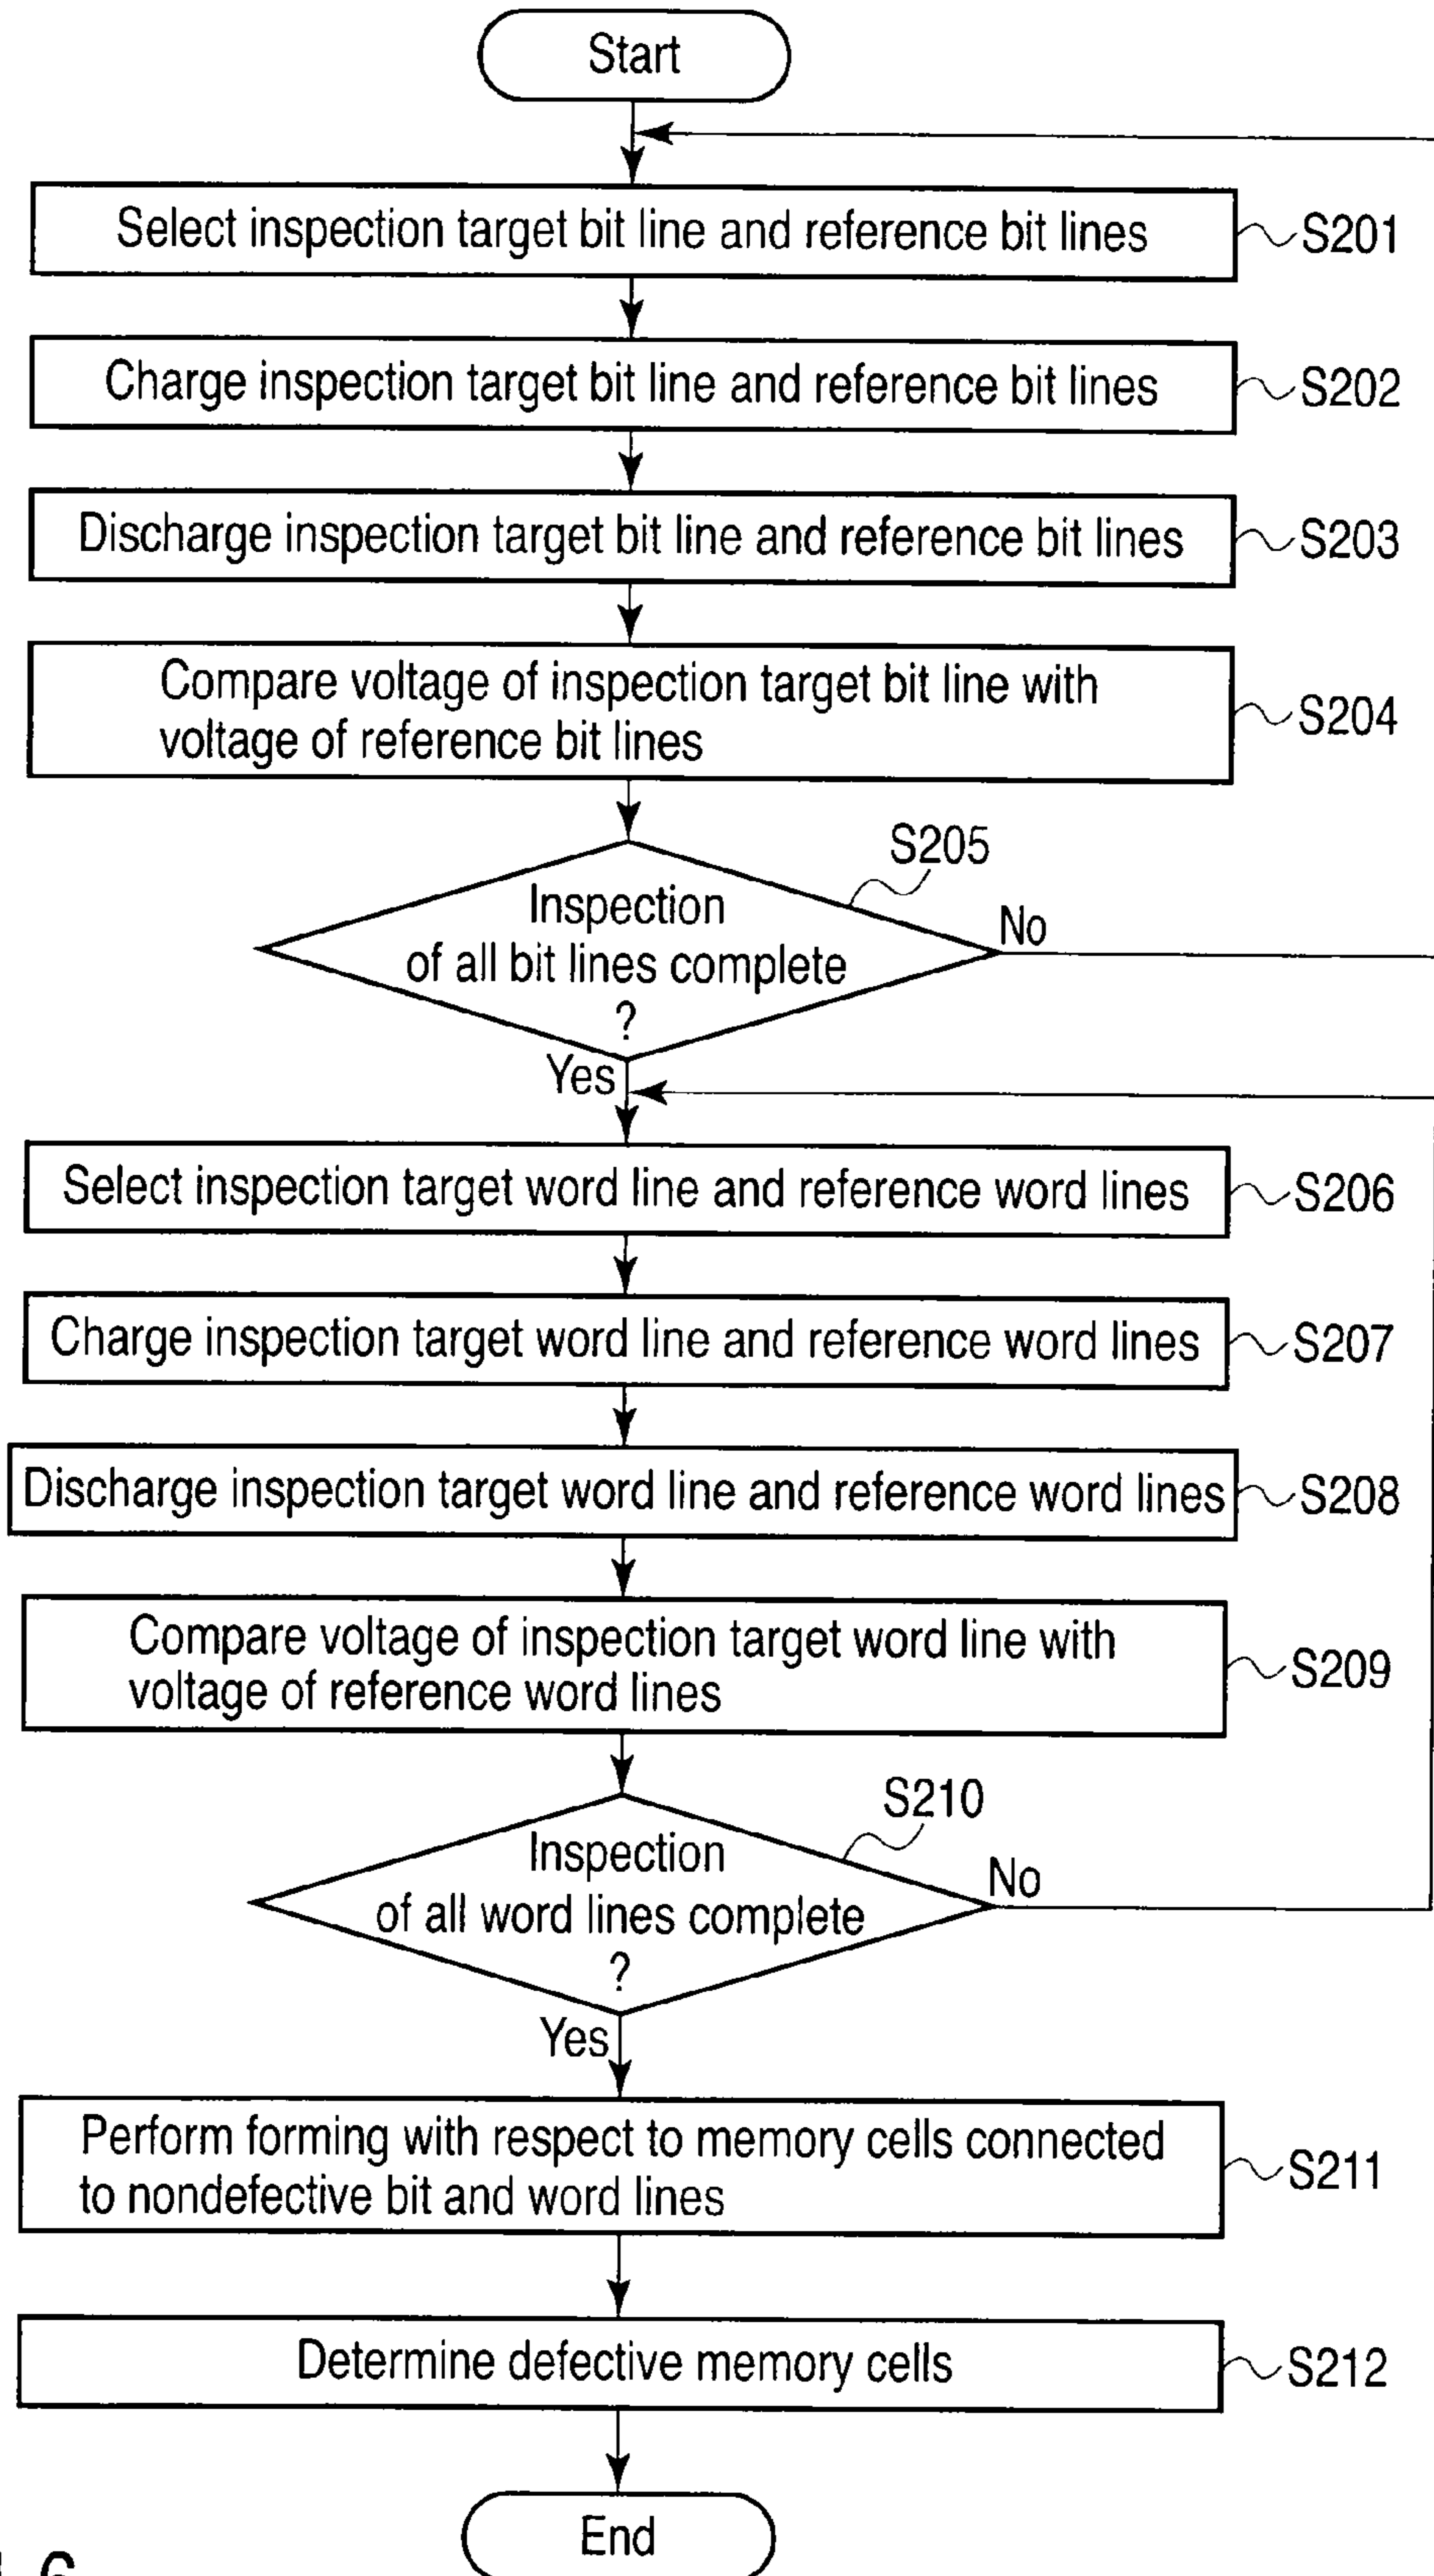 Start
Select inspection target bit line and reference bit lines
S201
Charge inspection target bit line and reference bit lines
S202
Discharge inspection target bit line and reference bit lines
S203
Compare voltage of inspection target bit line with
voltage of reference bit lines
S204
S205
Inspection
of all bit lines complete
?
No
Yes
Select inspection target word line and reference word lines
S206
Charge inspection target word line and reference word lines
S207
Discharge inspection target word line and reference word lines
S208
Compare voltage of inspection target word line with
voltage of reference word lines
S209
S210
Inspection
of all word lines complete
?
No
Yes
Perform forming with respect to memory cells connected
to nondefective bit and word lines
S211
Determine defective memory cells
S212
End